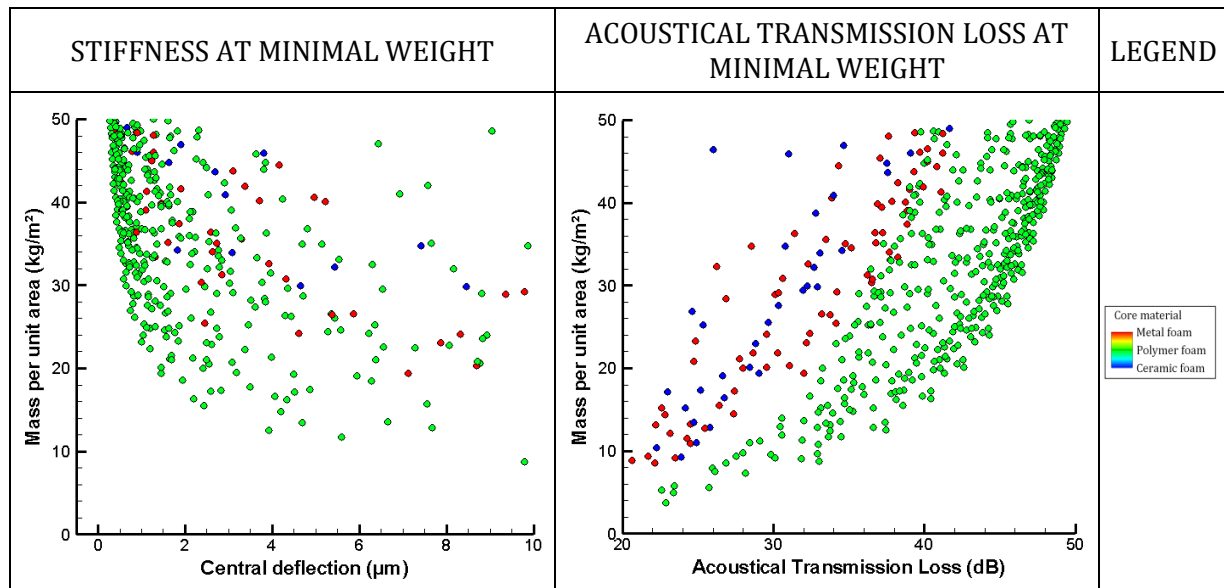 STIFFNESS AT MINIMAL WEIGHT
ACOUSTICAL TRANSMISSION LOSS AT
MINIMAL WEIGHT
LEGEND
50
40
30
20
10
0
Mass per unit area (kg/m²)
0 2 4 6 8 10
Central deflection (µm)
50
40
30
20
10
0
Mass per unit area (kg/m²)
20 30 40 50
Acoustical Transmission Loss (dB)
Core material
Metal foam
Polymer foam
Ceramic foam